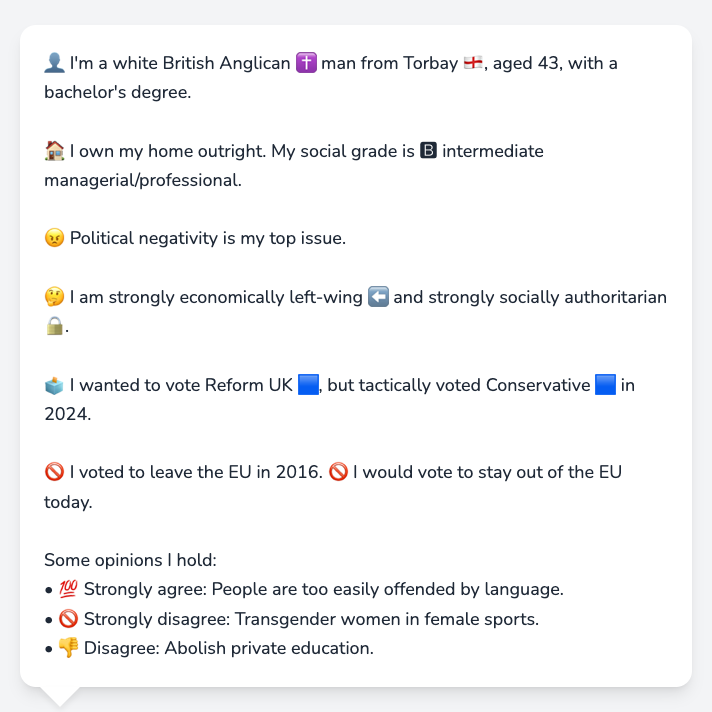 👤 I'm a white British Anglican ✝️ man from Torbay 🏴󠁧󠁢󠁥󠁮󠁧󠁿, aged 43, with a
bachelor's degree.
🏠 I own my home outright. My social grade is 🅱 intermediate
managerial/professional.
😠 Political negativity is my top issue.
🤔 I am strongly economically left-wing ⬅️ and strongly socially authoritarian
🔒.
🗳️ I wanted to vote Reform UK 🟦, but tactically voted Conservative 🟦 in
2024.
🚫 I voted to leave the EU in 2016. 🚫 I would vote to stay out of the EU
today.
Some opinions I hold:
• 💯 Strongly agree: People are too easily offended by language.
• 🚫 Strongly disagree: Transgender women in female sports.
• 👎 Disagree: Abolish private education.